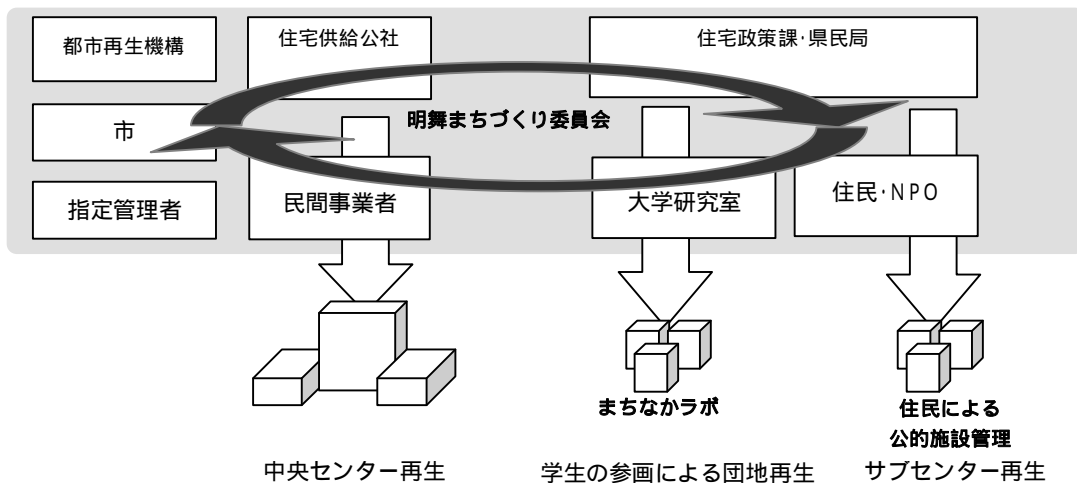 都市再生機構
住宅供給公社
住宅政策課･県民局
市
明舞まちづくり委員会
指定管理者
民間事業者
大学研究室
住民･NPO
まちなかラボ
住民による
公的施設管理
中央センター再生
学生の参画による団地再生
サブセンター再生